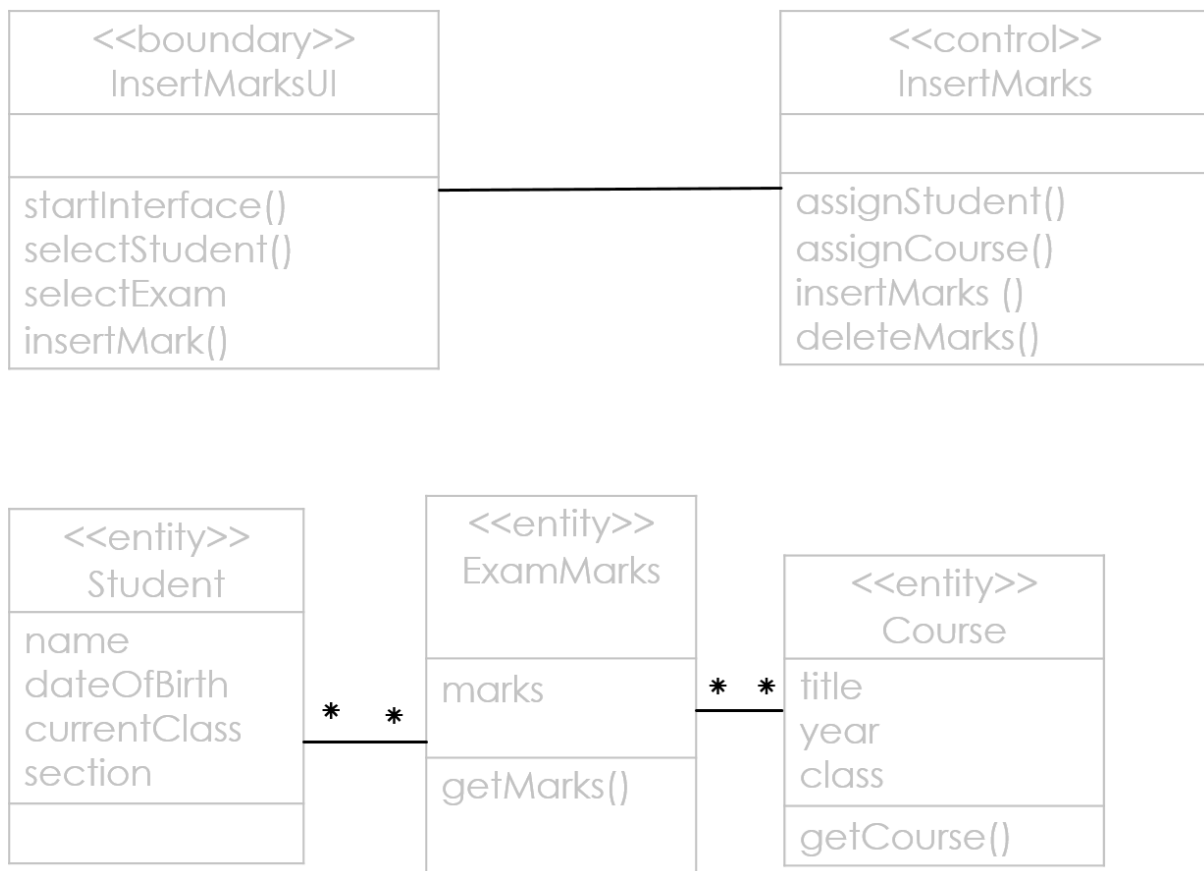 <<boundary>>
InsertMarksUI
startInterface()
selectStudent()
selectExam
insertMark()
<<control>>
InsertMarks
assignStudent()
assignCourse()
insertMarks ()
deleteMarks()
<<entity>>
Student
name
dateOfBirth
currentClass
section
* *
<<entity>>
ExamMarks
marks
getMarks()
* *
<<entity>>
Course
title
year
class
getCourse()